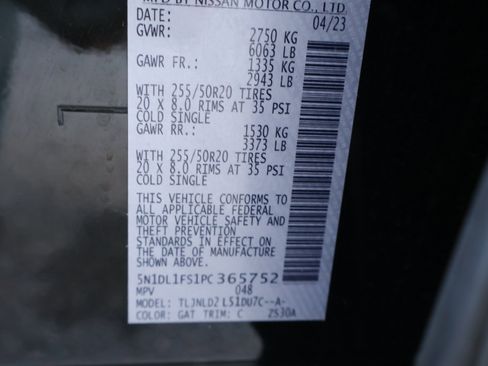 MFD BY NISSAN MOTOR CO., LTD.
DATE: 04/23
GVWR: 2750 KG
6063 LB
GAWR FR.: 1335 KG
2943 LB
WITH 255/50R20 TIRES
20 X 8.0 RIMS AT 35 PSI
COLD SINGLE
GAWR RR.: 1530 KG
3373 LB
WITH 255/50R20 TIRES
20 X 8.0 RIMS AT 35 PSI
COLD SINGLE
THIS VEHICLE CONFORMS TO
ALL APPLICABLE FEDERAL
MOTOR VEHICLE SAFETY AND
THEFT PREVENTION
STANDARDS IN EFFECT ON
THE DATE OF MANUFACTURE
SHOWN ABOVE.
5N1DL1FS1PC365752
MPV 048
MODEL: TLJNLD2 L51DU7C--A-
COLOR: GAT TRIM: C ZS30A